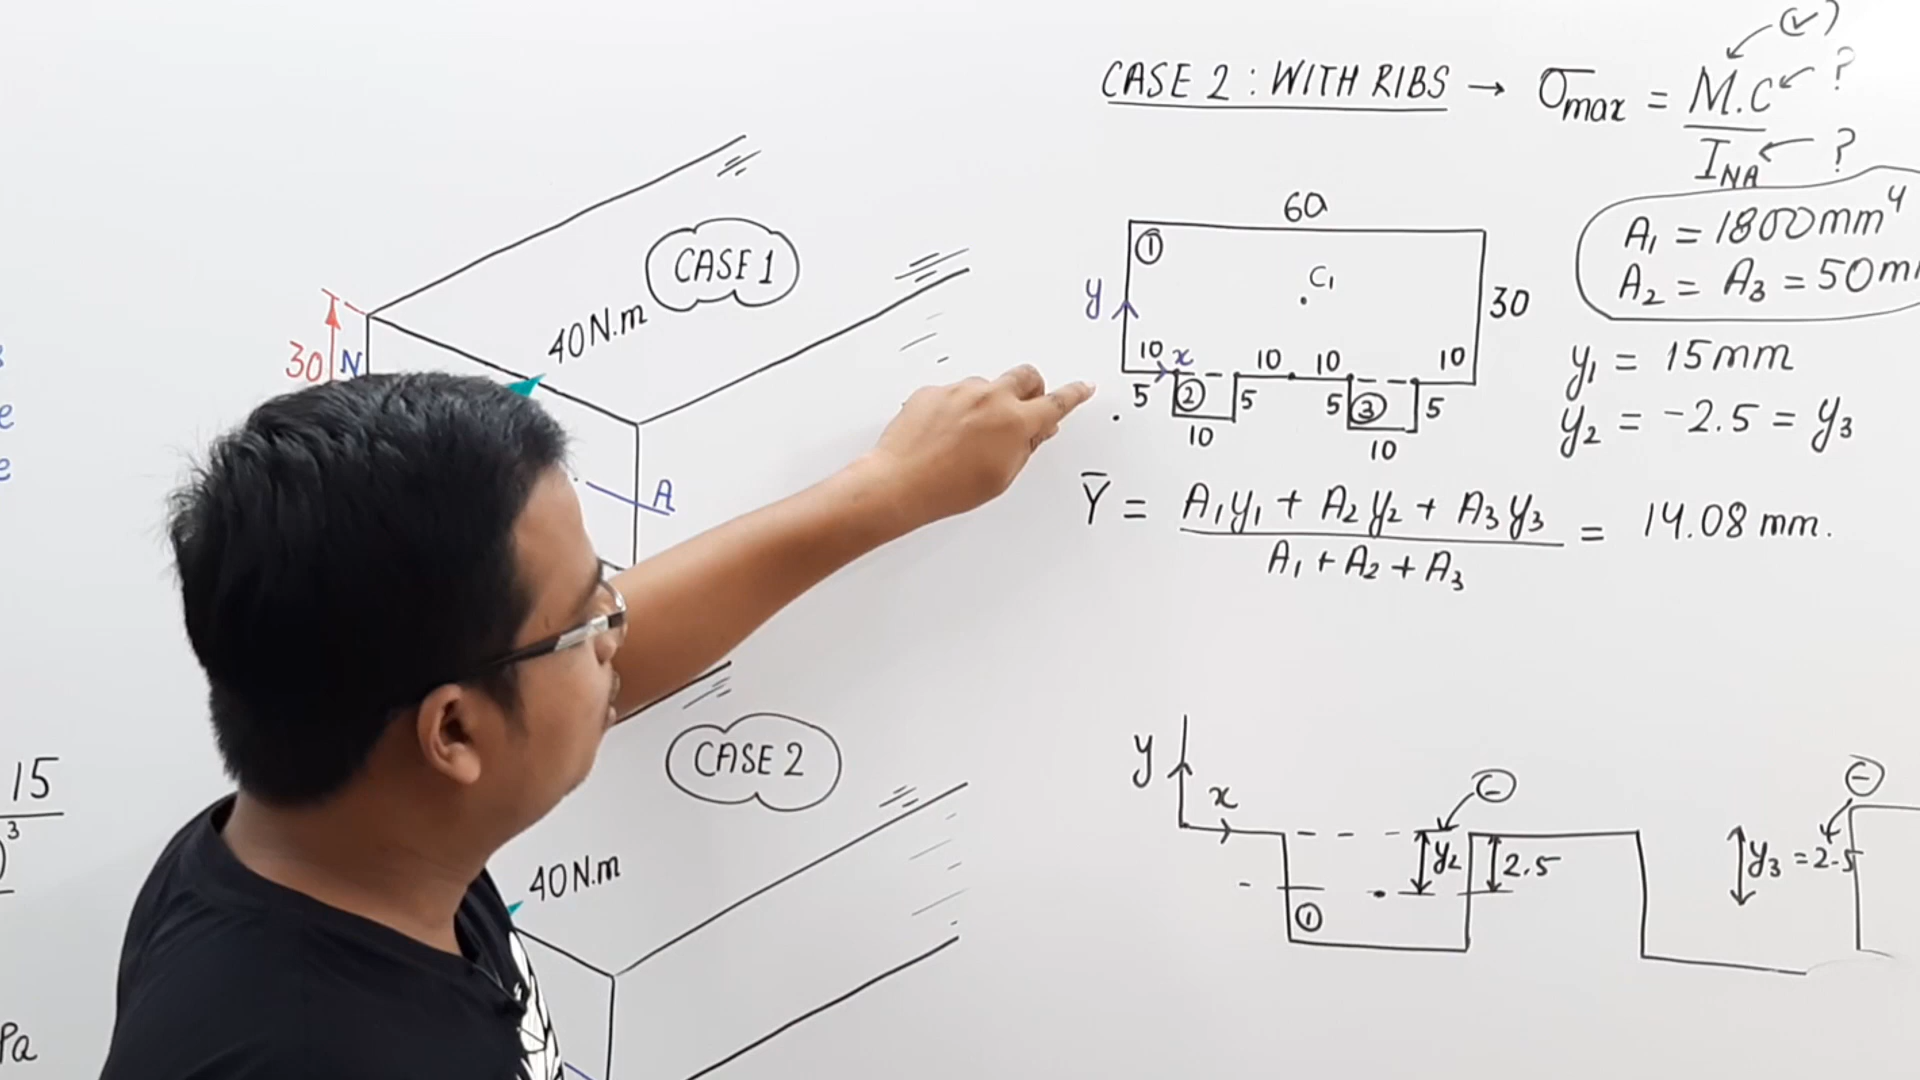 CASE 2 : WITH RIBS → σmax = M.C / INA
(✓)
?
?
60
①
C1
y
30
10 x 10 10 10
5 ② 5 5 ③ 5
10 10
A1 = 1800mm⁴
A2 = A3 = 50m
y1 = 15mm
y2 = -2.5 = y3
Ȳ = A1y1 + A2y2 + A3y3 / A1 + A2 + A3 = 14.08 mm.
y
x
(-)
y2
2.5
①
(-)
y3 = 2.5
CASE 1
40N.m
30
N
A
CASE 2
40N.m
e
e
15
3
Pa